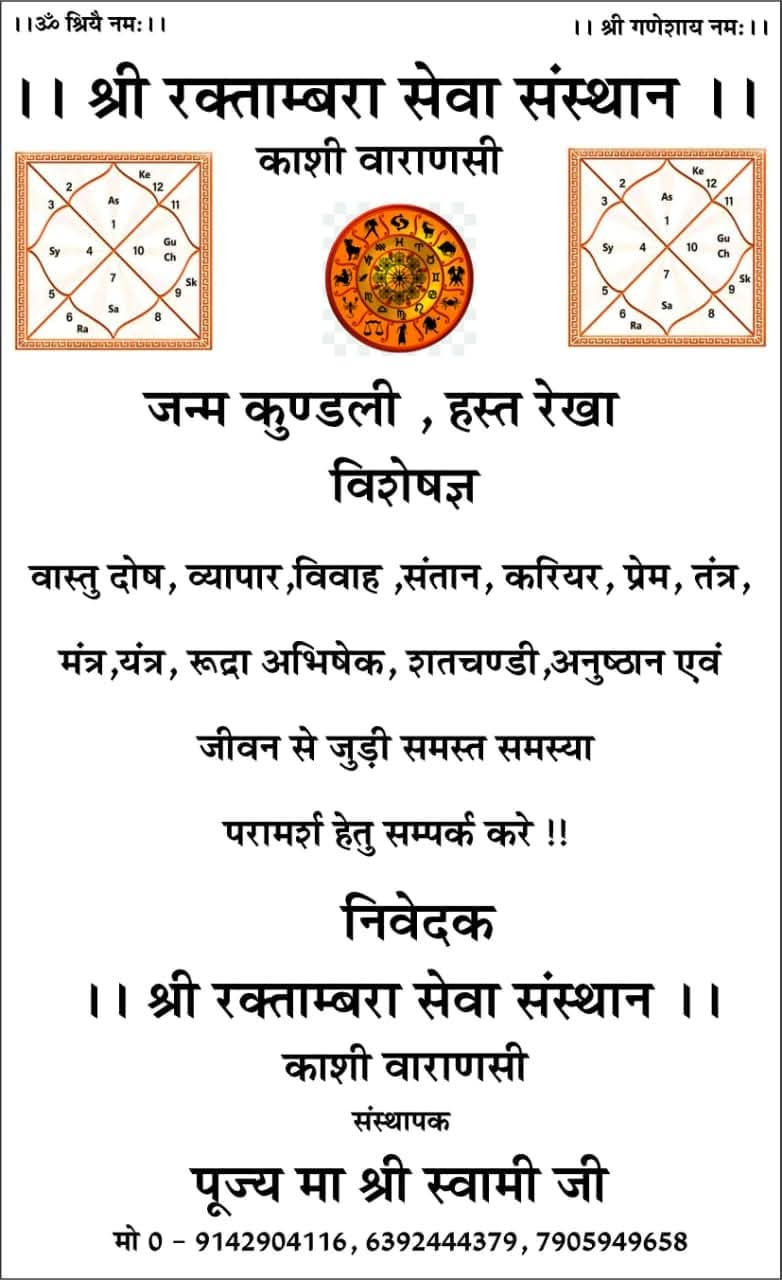 ।।ॐ श्रियै नमः।।
।। श्री गणेशाय नमः।।
।। श्री रक्ताम्बरा सेवा संस्थान ।।
काशी वाराणसी
Ke
2 12
3 As 11
1
Sy 4 10 Gu
Ch
7
5 9 Sk
6 Sa 8
Ra
Ke
2 12
3 As 11
1
Sy 4 10 Gu
Ch
7
5 9 Sk
6 Sa 8
Ra
जन्म कुण्डली , हस्त रेखा
विशेषज्ञ
वास्तु दोष, व्यापार,विवाह ,संतान, करियर, प्रेम, तंत्र,
मंत्र,यंत्र, रूद्रा अभिषेक, शतचण्डी,अनुष्ठान एवं
जीवन से जुड़ी समस्त समस्या
परामर्श हेतु सम्पर्क करे !!
निवेदक
।। श्री रक्ताम्बरा सेवा संस्थान ।।
काशी वाराणसी
संस्थापक
पूज्य मा श्री स्वामी जी
मो 0 - 9142904116, 6392444379, 7905949658